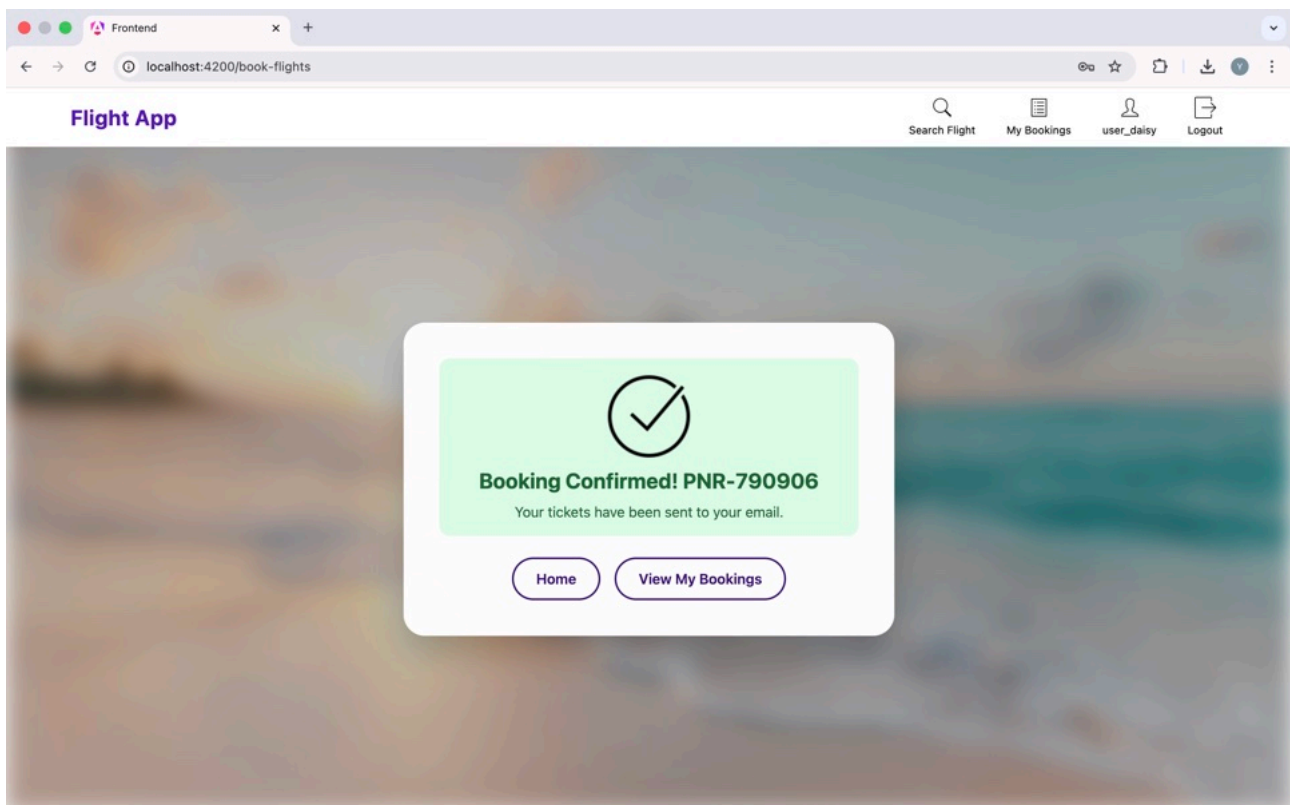 Frontend
localhost:4200/book-flights
Y
Flight App
Search Flight
My Bookings
user_daisy
Logout
Booking Confirmed! PNR-790906
Your tickets have been sent to your email.
Home
View My Bookings